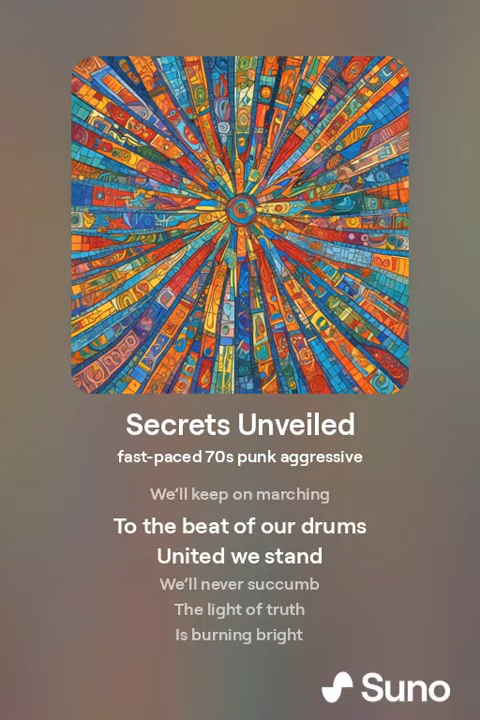 Secrets Unveiled
fast-paced 70s punk aggressive
We'll keep on marching
To the beat of our drums
United we stand
We'll never succumb
The light of truth
Is burning bright
Suno